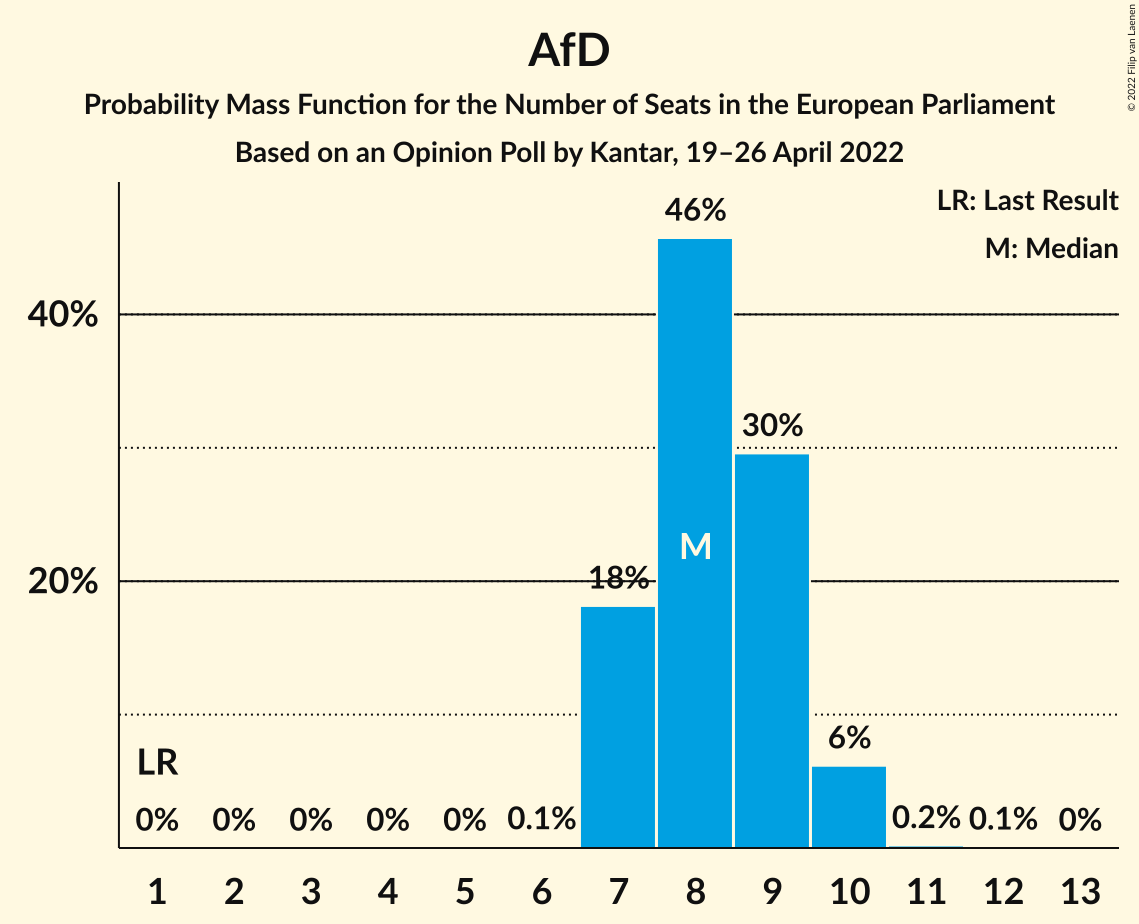 © 2022 Filip van Laenen
AfD
Probability Mass Function for the Number of Seats in the European Parliament
Based on an Opinion Poll by Kantar, 19–26 April 2022
LR: Last Result
M: Median
46%
40%
30%
M
20%
18%
6%
LR
0% 0% 0% 0% 0% 0.1% 0.2% 0.1% 0%
1 2 3 4 5 6 7 8 9 10 11 12 13